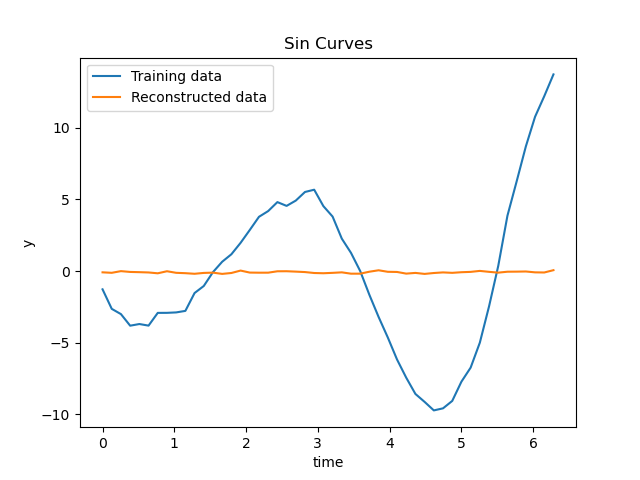 Sin Curves
Training data
Reconstructed data
10
5
0
−5
−10
y
0 1 2 3 4 5 6
time